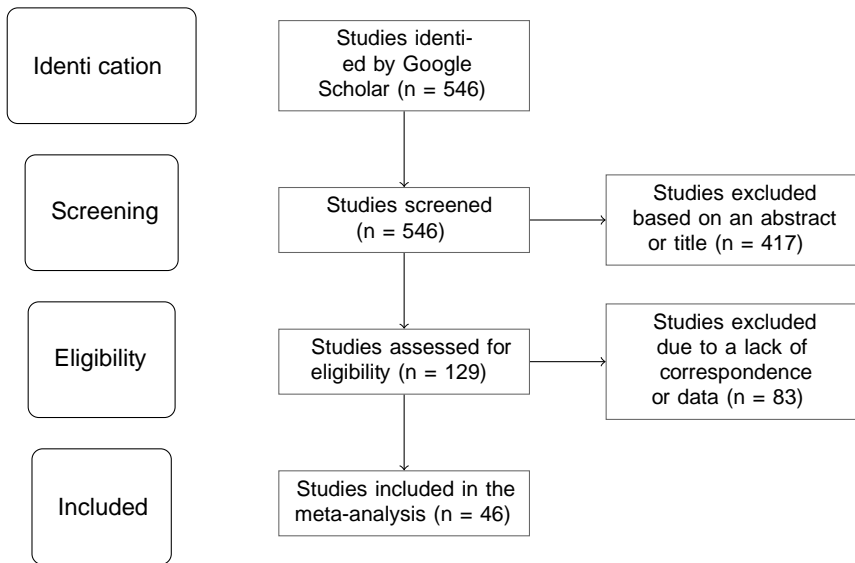 Identi cation
Studies identi-
ed by Google
Scholar (n = 546)
Screening
Studies screened
(n = 546)
Studies excluded
based on an abstract
or title (n = 417)
Eligibility
Studies assessed for
eligibility (n = 129)
Studies excluded
due to a lack of
correspondence
or data (n = 83)
Included
Studies included in the
meta-analysis (n = 46)